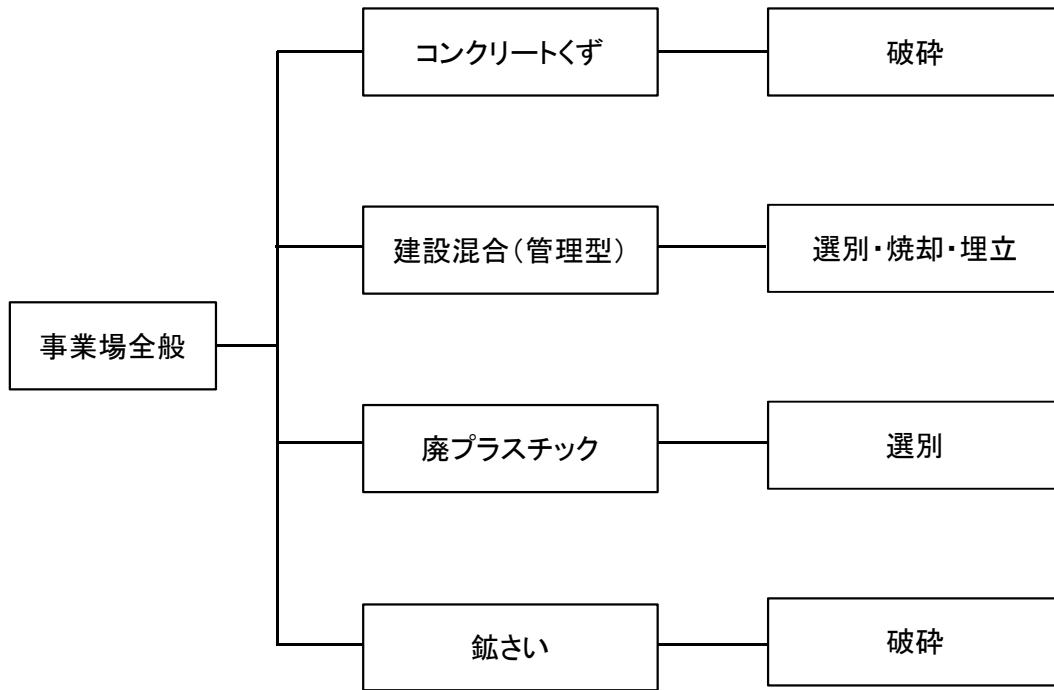 事業場全般
コンクリートくず
破砕
建設混合(管理型)
選別・焼却・埋立
廃プラスチック
選別
鉱さい
破砕